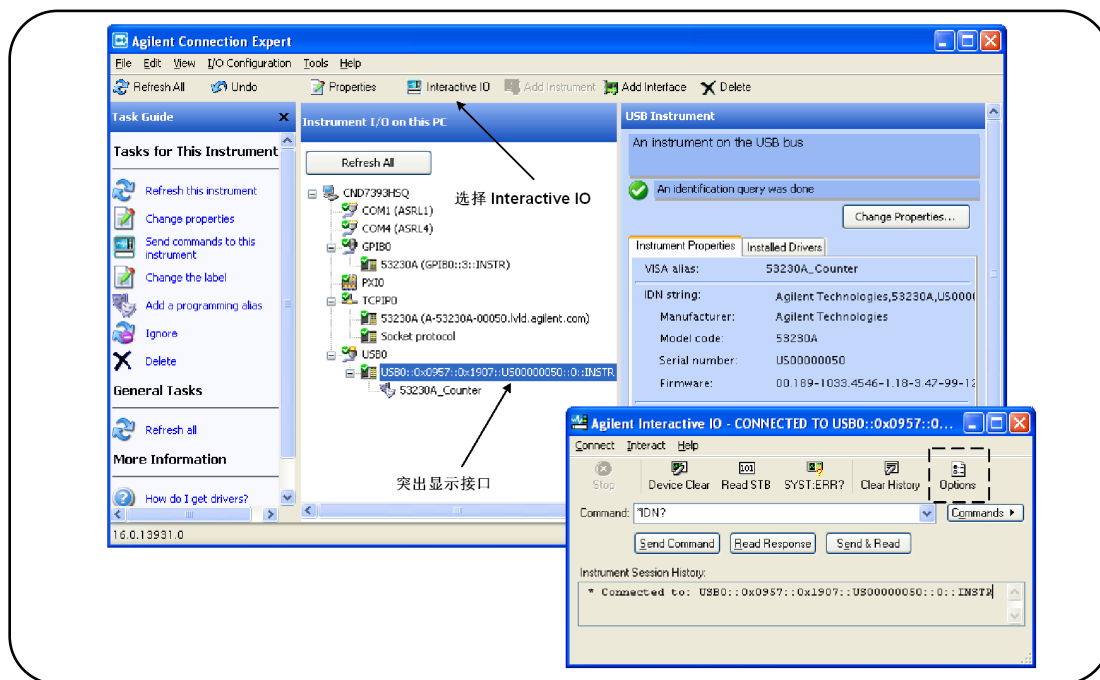 Agilent Connection Expert
File Edit View I/O Configuration Tools Help
Refresh All Undo Properties Interactive IO Add Instrument Add Interface Delete
Task Guide
Tasks for This Instrument
Refresh this instrument
Change properties
Send commands to this
instrument
Change the label
Add a programming alias
Ignore
Delete
General Tasks
Refresh all
More Information
How do I get drivers?
16.0.13931.0
Instrument I/O on this PC
Refresh All
CND7393HSQ
COM1 (ASRL1)
COM4 (ASRL4)
GPIB0
53230A (GPIB0::3::INSTR)
PXI0
TCPIP0
53230A (A-53230A-00050.lvld.agilent.com)
Socket protocol
USB0
USB0::0x0957::0x1907::US00000050::0::INSTR
53230A_Counter
选择 Interactive IO
突出显示接口
USB Instrument
An instrument on the USB bus
An identification query was done
Change Properties...
Instrument Properties Installed Drivers
VISA alias: 53230A_Counter
IDN string: Agilent Technologies,53230A,US0000
Manufacturer: Agilent Technologies
Model code: 53230A
Serial number: US00000050
Firmware: 00.189-1033.4546-1.18-3.47-99-12
Agilent Interactive IO - CONNECTED TO USB0::0x0957::0...
Connect Interact Help
Stop Device Clear Read STB SYST:ERR? Clear History Options
Command: *IDN? Commands
Send Command Read Response Send & Read
Instrument Session History:
* Connected to: USB0::0x0957::0x1907::US00000050::0::INSTR